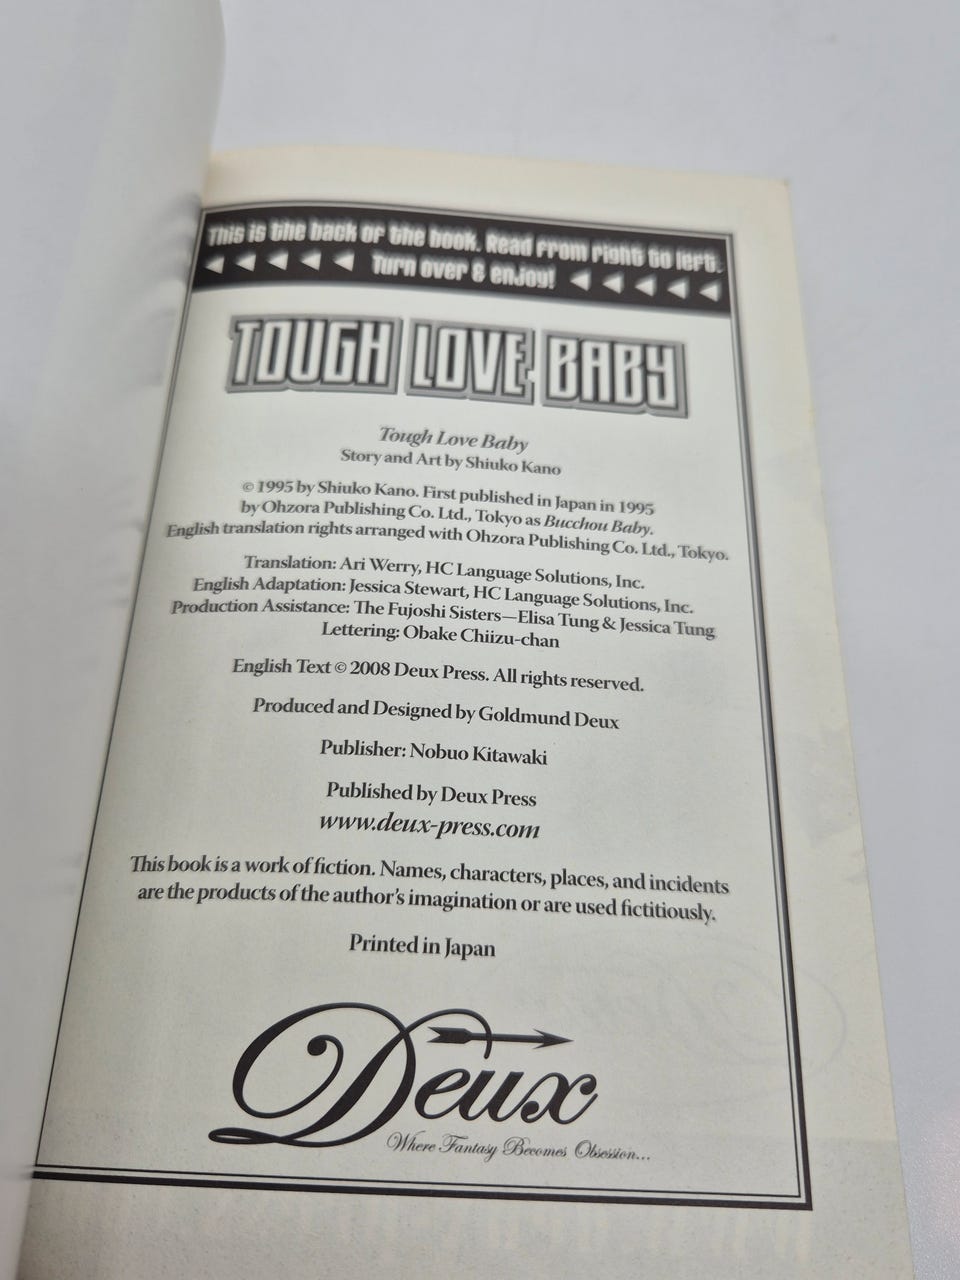 This is the back of the book. Read from right to left.
Turn over & enjoy!
TOUGH LOVE BABY
Tough Love Baby
Story and Art by Shiuko Kano
© 1995 by Shiuko Kano. First published in Japan in 1995
by Ohzora Publishing Co. Ltd., Tokyo as Bucchou Baby.
English translation rights arranged with Ohzora Publishing Co. Ltd., Tokyo.
Translation: Ari Werry, HC Language Solutions, Inc.
English Adaptation: Jessica Stewart, HC Language Solutions, Inc.
Production Assistance: The Fujoshi Sisters—Elisa Tung & Jessica Tung
Lettering: Obake Chiizu-chan
English Text © 2008 Deux Press. All rights reserved.
Produced and Designed by Goldmund Deux
Publisher: Nobuo Kitawaki
Published by Deux Press
www.deux-press.com
This book is a work of fiction. Names, characters, places, and incidents
are the products of the author's imagination or are used fictitiously.
Printed in Japan
Deux
Where Fantasy Becomes Obsession...